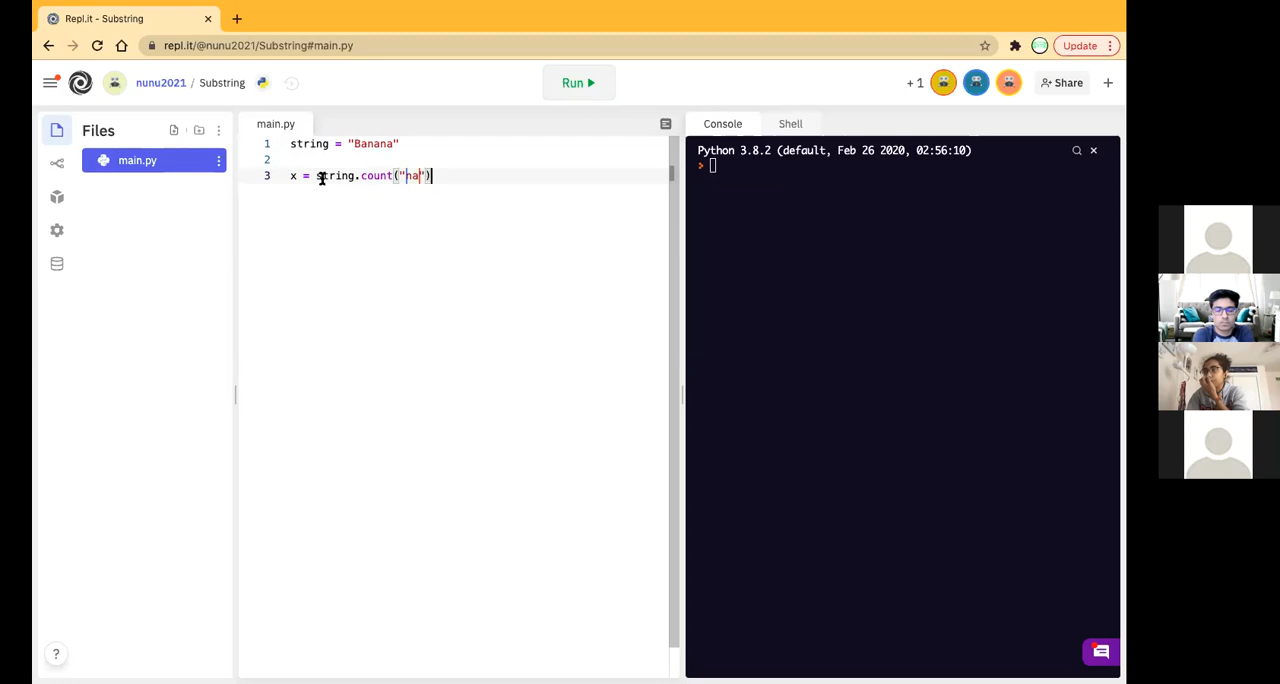 Repl.it - Substring
repl.it/@nunu2021/Substring#main.py
Update
nunu2021 / Substring
Run
+ 1
Share
Files
main.py
main.py
1 string = "Banana"
2
3 x = string.count("na")
Console
Shell
Python 3.8.2 (default, Feb 26 2020, 02:56:10)
>
?